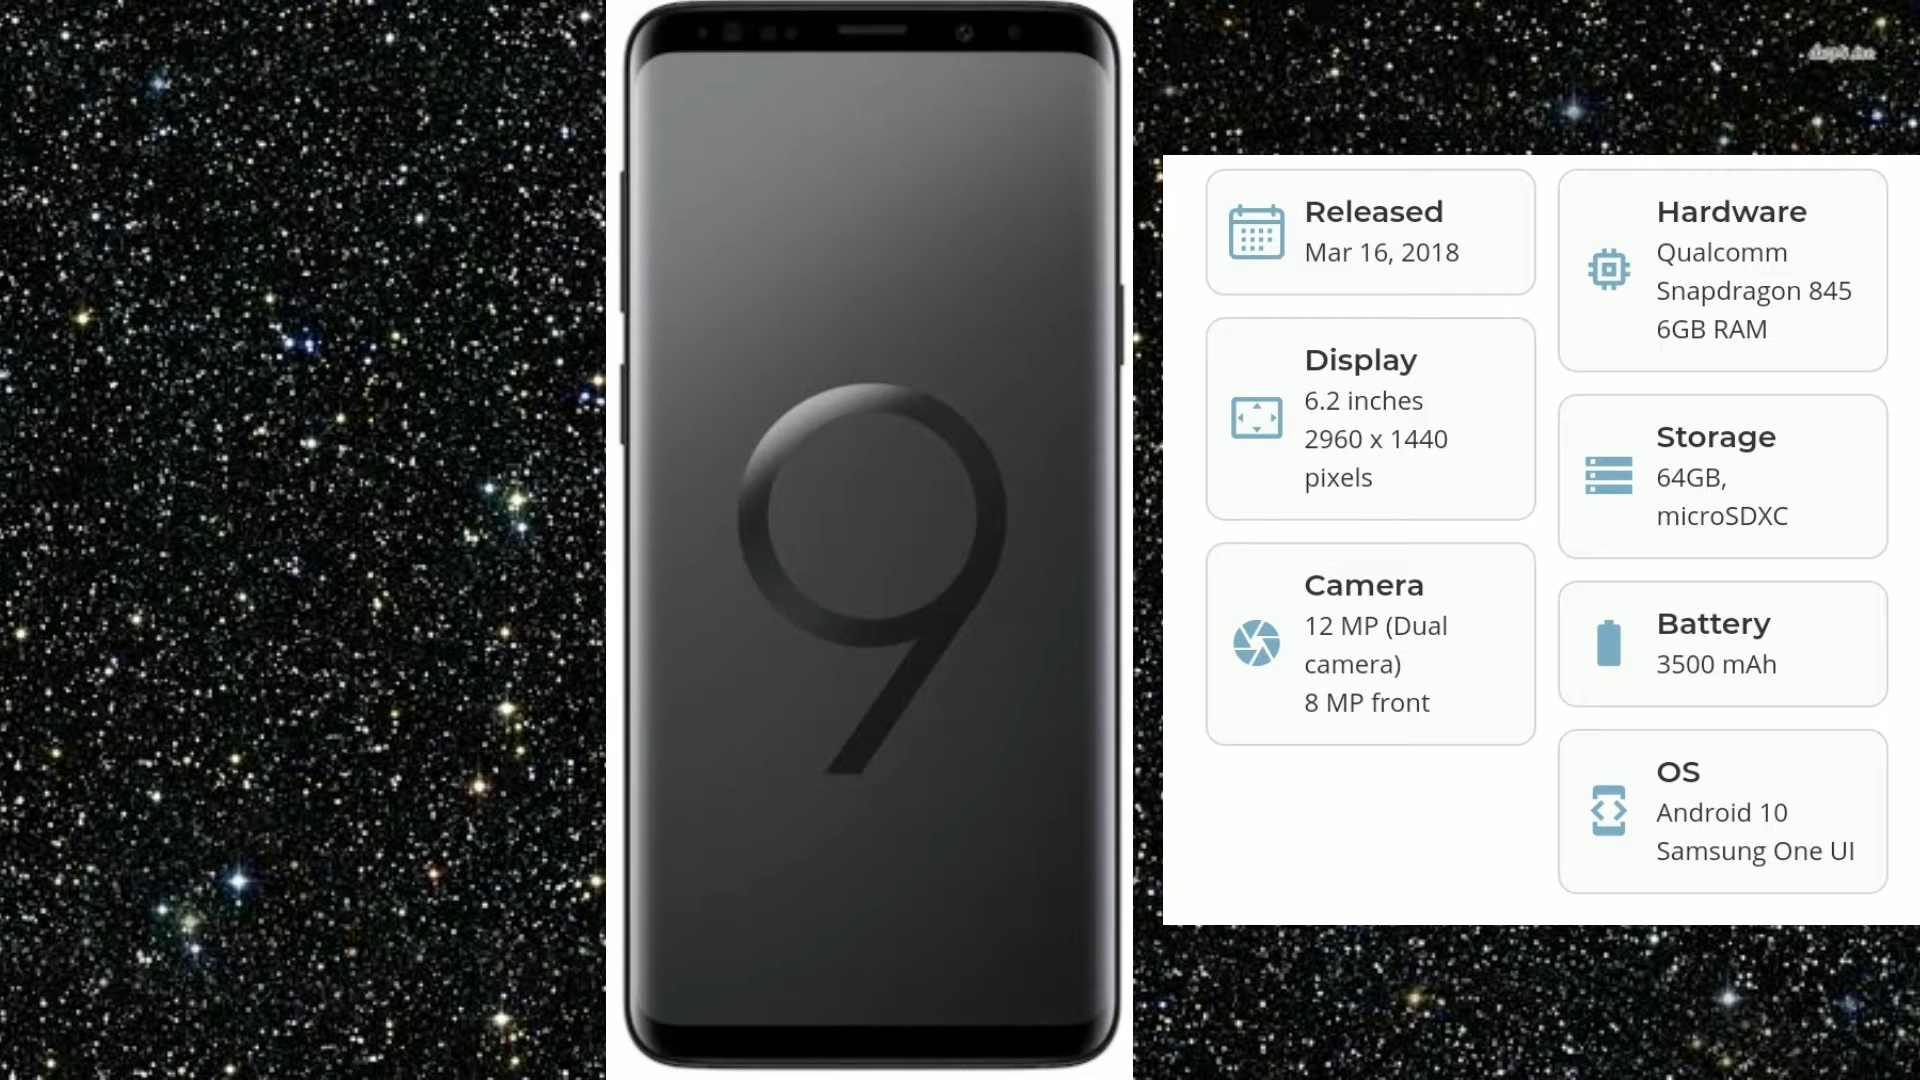 9
Released
Mar 16, 2018
Display
6.2 inches
2960 x 1440
pixels
Camera
12 MP (Dual
camera)
8 MP front
Hardware
Qualcomm
Snapdragon 845
6GB RAM
Storage
64GB,
microSDXC
Battery
3500 mAh
OS
Android 10
Samsung One UI